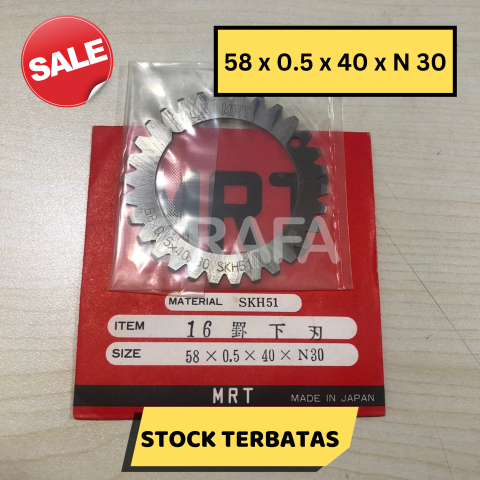 SALE
58 x 0.5 x 40 x N 30
MRT
MRT
RAFA
58×0.5×40×30 SKH51
MATERIAL SKH51
ITEM 16 罫下刃
SIZE 58 × 0.5 × 40 × N30
MRT MADE IN JAPAN
STOCK TERBATAS